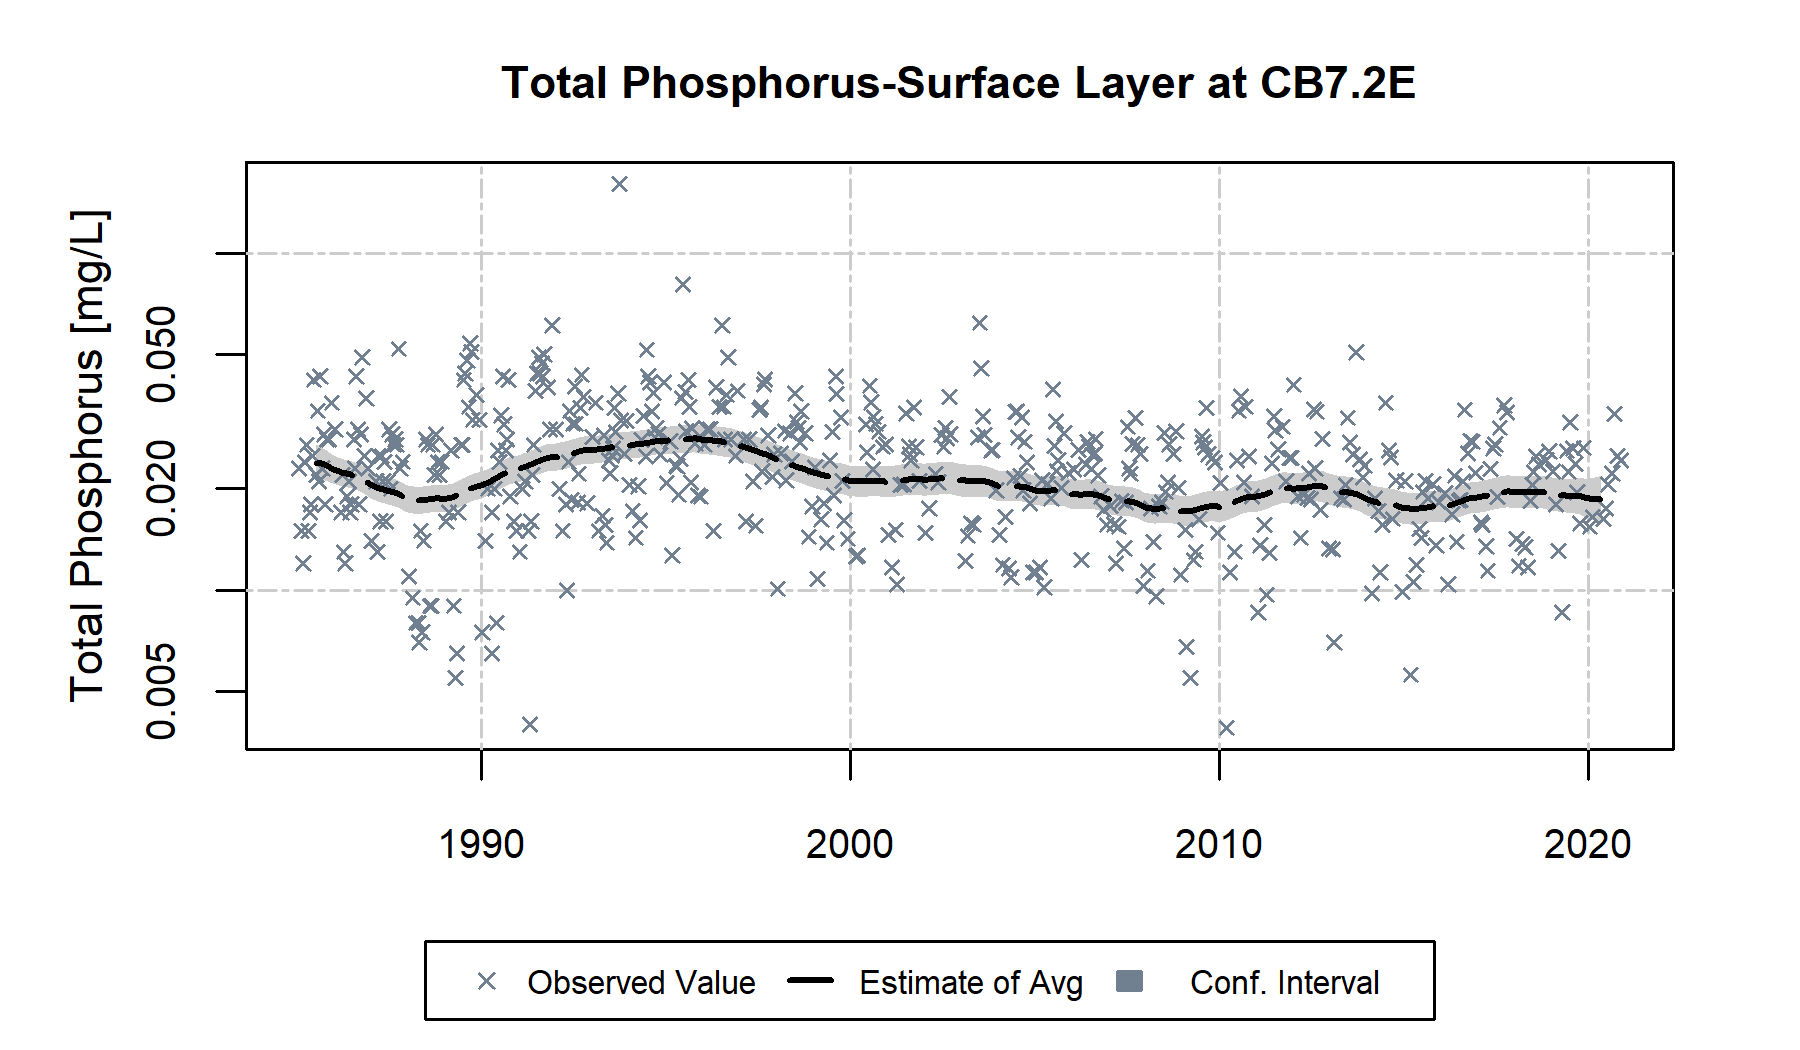 Total Phosphorus-Surface Layer at CB7.2E
Total Phosphorus [mg/L]
0.050
0.020
0.005
1990 2000 2010 2020
Observed Value Estimate of Avg Conf. Interval